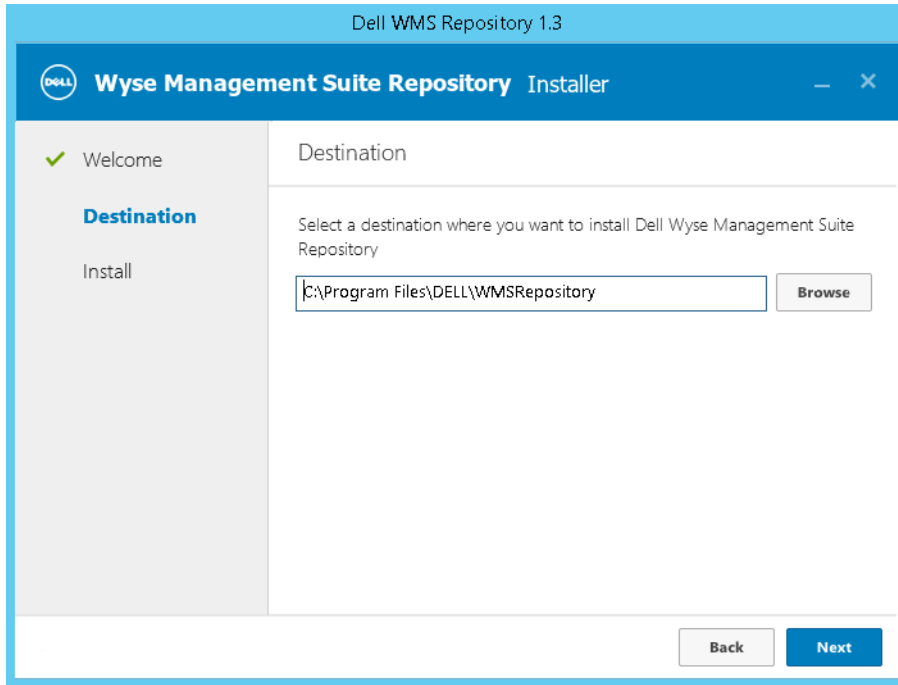 Dell WMS Repository 1.3
DELL
Wyse Management Suite Repository Installer
Welcome
Destination
Install
Destination
Select a destination where you want to install Dell Wyse Management Suite
Repository
C:\Program Files\DELL\WMSRepository
Browse
Back
Next